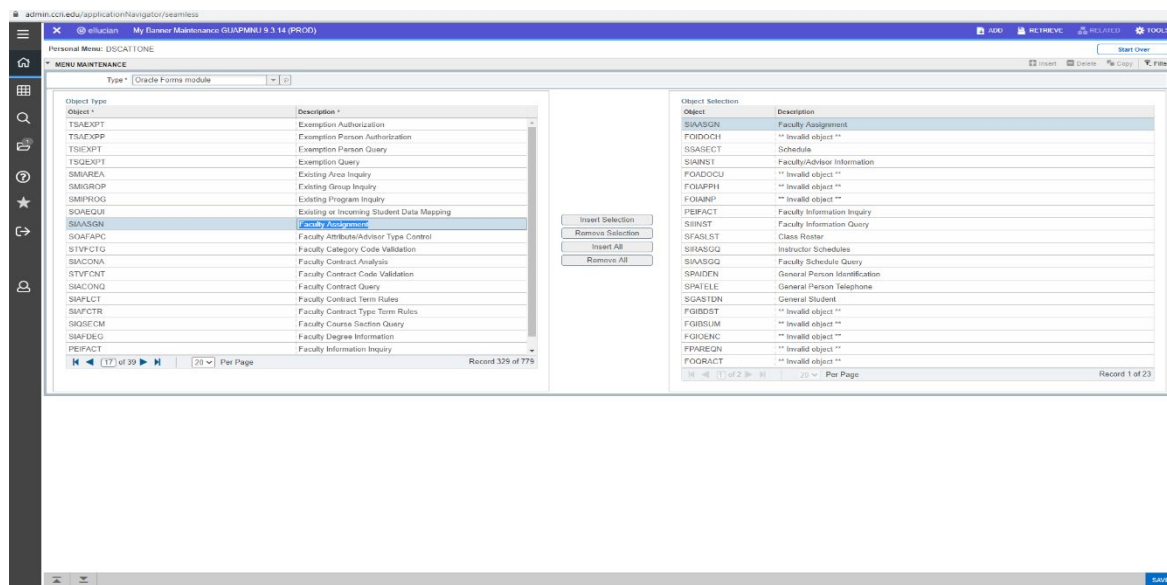 admin.ccn.edu/applicationNavigator/seamless
ellucian My Banner Maintenance GUAPMNU 9.3.14 (PROD) ADD RETRIEVE RELATED TOOLS
Personal Menu: DSCATTONE Start Over
MENU MAINTENANCE Insert Delete Copy Filte
Type * Oracle Forms module
Object Type Object Selection
Object * Description * Object Description
TSAEXPT Exemption Authorization SIAASGN Faculty Assignment
TSAEXPP Exemption Person Authorization FOIDOCH ** Invalid object **
TSIEXPT Exemption Person Query SSASECT Schedule
TSQEXPT Exemption Query SIAINST Faculty/Advisor Information
SMIAREA Existing Area Inquiry FOADOCU ** Invalid object **
SMIGROP Existing Group Inquiry FOIAPPH ** Invalid object **
SMIPROG Existing Program Inquiry FOIAINP ** Invalid object **
SOAEQUI Existing or Incoming Student Data Mapping PEIFACT Faculty Information Inquiry
SIAASGN Faculty Assignment Insert Selection SIIINST Faculty Information Query
SOAFAPC Faculty Attribute/Advisor Type Control Remove Selection SFASLST Class Roster
STVFCTG Faculty Category Code Validation Insert All SIRASGQ Instructor Schedules
SIACONA Faculty Contract Analysis Remove All SIAASGQ Faculty Schedule Query
STVFCNT Faculty Contract Code Validation SPAIDEN General Person Identification
SIACONQ Faculty Contract Query SPATELE General Person Telephone
SIAFLCT Faculty Contract Term Rules SGASTDN General Student
SIAFCTR Faculty Contract Type Term Rules FGIBDST ** Invalid object **
SIQSECM Faculty Course Section Query FGIBSUM ** Invalid object **
SIAFDEG Faculty Degree Information FGIOENC ** Invalid object **
PEIFACT Faculty Information Inquiry FPAREQN ** Invalid object **
17 of 39 20 Per Page Record 329 of 779 FOQRACT ** Invalid object **
1 of 2 20 Per Page Record 1 of 23
SAVE